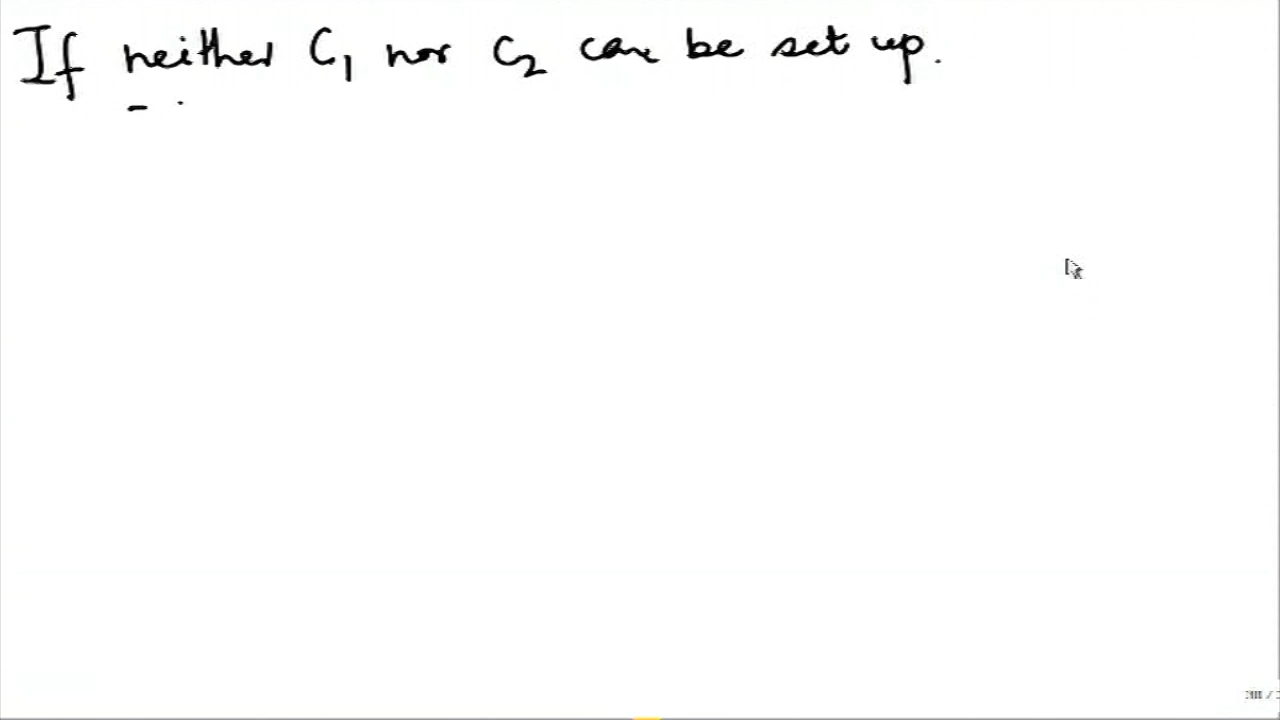 If neither C₁ nor C₂ can be set up.